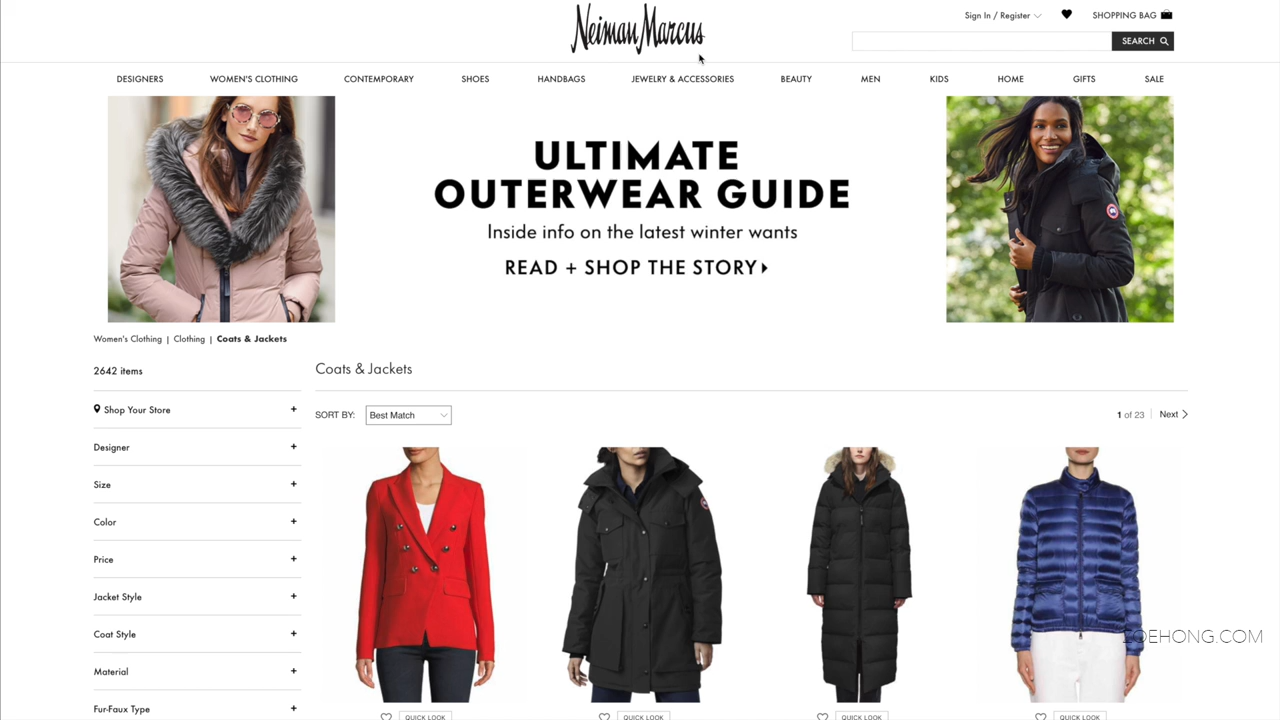 Neiman Marcus
Sign In / Register
SHOPPING BAG
SEARCH
DESIGNERS WOMEN'S CLOTHING CONTEMPORARY SHOES HANDBAGS JEWELRY & ACCESSORIES BEAUTY MEN KIDS HOME GIFTS SALE
ULTIMATE
OUTERWEAR GUIDE
Inside info on the latest winter wants
READ + SHOP THE STORY
Women's Clothing | Clothing | Coats & Jackets
2642 items
Shop Your Store +
Designer +
Size +
Color +
Price +
Jacket Style +
Coat Style +
Material +
Fur-Faux Type +
Coats & Jackets
SORT BY: Best Match
1 of 23 | Next
QUICK LOOK QUICK LOOK QUICK LOOK QUICK LOOK
ZOEHONG.COM